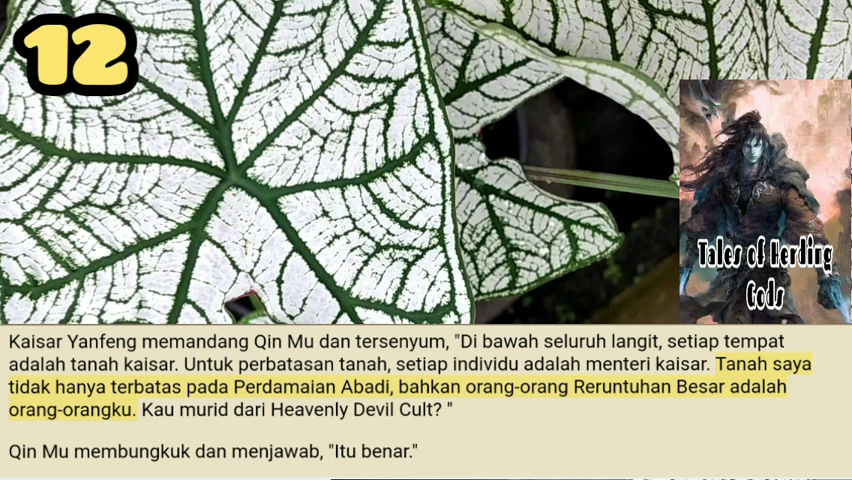 12
Tales of Herding
Gods
Kaisar Yanfeng memandang Qin Mu dan tersenyum, "Di bawah seluruh langit, setiap tempat
adalah tanah kaisar. Untuk perbatasan tanah, setiap individu adalah menteri kaisar. Tanah saya
tidak hanya terbatas pada Perdamaian Abadi, bahkan orang-orang Reruntuhan Besar adalah
orang-orangku. Kau murid dari Heavenly Devil Cult? "
Qin Mu membungkuk dan menjawab, "Itu benar."